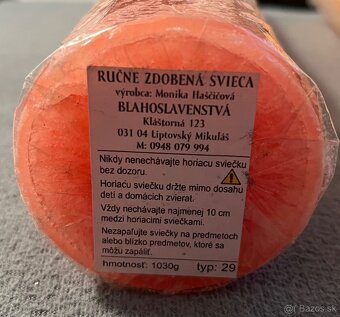 RUČNE ZDOBENÁ SVIECA
výrobca: Monika Haščičová
BLAHOSLAVENSTVÁ
Kláštorná 123
031 04 Liptovský Mikuláš
M: 0948 079 994
Nikdy nenechávajte horiacu sviečku
bez dozoru.
Horiacu sviečku držte mimo dosahu
detí a domácich zvierat.
Vždy nechávajte najmenej 10 cm
medzi horiacimi sviečkami.
Nezapaľujte sviečky na predmetoch
alebo blízko predmetov, ktoré sa
môžu zapáliť.
hmotnosť: 1030g typ: 29
Bazos.sk